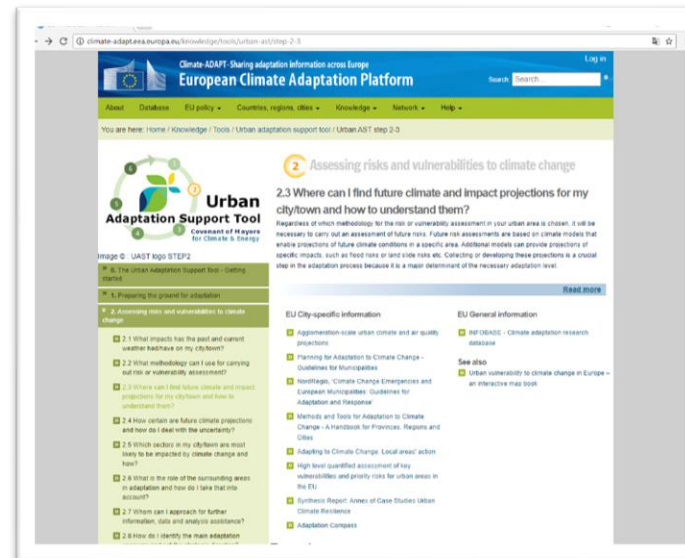 climate-adapt.eea.europa.eu/knowledge/tools/urban-ast/step-2-3
Log in
Climate-ADAPT- Sharing adaptation information across Europe
European Climate Adaptation Platform
Search Search...
About Database EU policy Countries, regions, cities Knowledge Network Help
You are here: Home / Knowledge / Tools / Urban adaptation support tool / Urban AST step 2-3
Urban
Adaptation Support Tool
Covenant of Mayors
for Climate & Energy
Image © : UAST logo STEP2
0. The Urban Adaptation Support Tool - Getting
started
1. Preparing the ground for adaptation
2. Assessing risks and vulnerabilities to climate
change
2.1 What impacts has the past and current
weather had/have on my city/town?
2.2 What methodology can I use for carrying
out risk or vulnerability assessment?
2.3 Where can I find future climate and impact
projections for my city/town and how to
understand them?
2.4 How certain are future climate projections
and how do I deal with the uncertainty?
2.5 Which sectors in my city/town are most
likely to be impacted by climate change and
how?
2.6 What is the role of the surrounding areas
in adaptation and how do I take that into
account?
2.7 Whom can I approach for further
information, data and analysis assistance?
2.8 How do I identify the main adaptation
2 Assessing risks and vulnerabilities to climate change
2.3 Where can I find future climate and impact projections for my
city/town and how to understand them?
Regardless of which methodology for the risk or vulnerability assessment in your urban area is chosen, it will be
necessary to carry out an assessment of future risks. Future risk assessments are based on climate models that
enable projections of future climate conditions in a specific area. Additional models can provide projections of
specific impacts, such as flood risks or land slide risks etc. Collecting or developing these projections is a crucial
step in the adaptation process because it is a major determinant of the necessary adaptation level.
Read more
EU City-specific information
Agglomeration-scale urban climate and air quality
projections
Planning for Adaptation to Climate Change -
Guidelines for Municipalities
NordRegio, 'Climate Change Emergencies and
European Municipalities: Guidelines for
Adaptation and Response'
Methods and Tools for Adaptation to Climate
Change - A Handbook for Provinces, Regions and
Cities
Adapting to Climate Change. Local areas' action
High level quantified assessment of key
vulnerabilities and priority risks for urban areas in
the EU.
Synthesis Report: Annex of Case Studies Urban
Climate Resilience
Adaptation Compass
EU General information
INFOBASE - Climate adaptation research
database
See also
Urban vulnerability to climate change in Europe –
an interactive map book